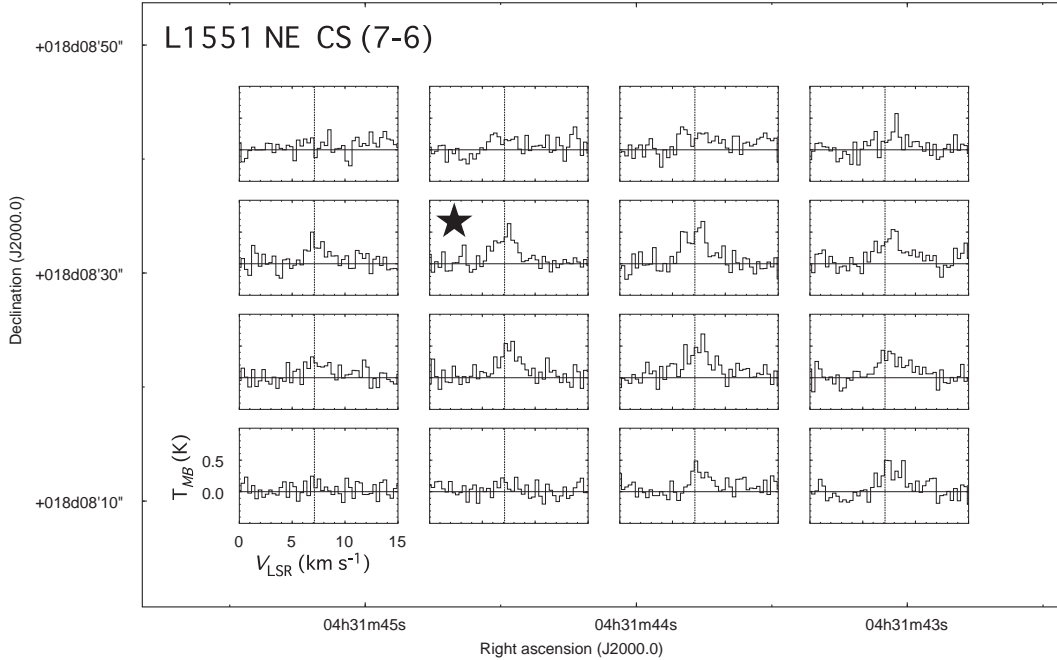 L1551 NE CS (7-6)
+018d08'50"
+018d08'30"
+018d08'10"
Declination (J2000.0)
T_MB (K)
0.5
0.0
0 5 10 15
V_LSR (km s⁻¹)
04h31m45s 04h31m44s 04h31m43s
Right ascension (J2000.0)